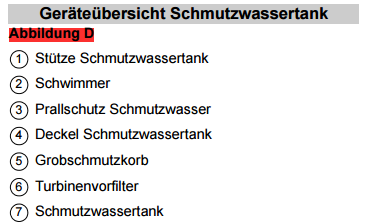 Geräteübersicht Schmutzwassertank
Abbildung D
1 Stütze Schmutzwassertank
2 Schwimmer
3 Prallschutz Schmutzwasser
4 Deckel Schmutzwassertank
5 Grobschmutzkorb
6 Turbinenvorfilter
7 Schmutzwassertank